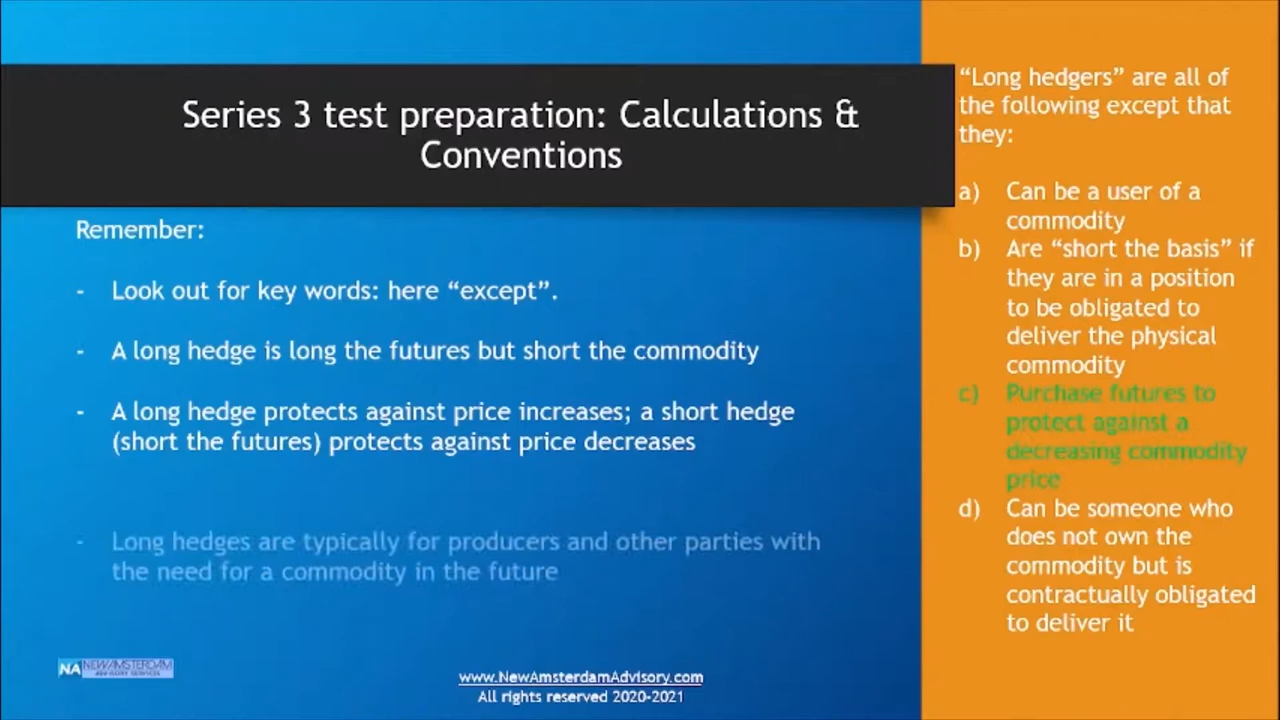 Series 3 test preparation: Calculations &
Conventions
Remember:
- Look out for key words: here “except”.
- A long hedge is long the futures but short the commodity
- A long hedge protects against price increases; a short hedge
(short the futures) protects against price decreases
- Long hedges are typically for producers and other parties with
the need for a commodity in the future
“Long hedgers” are all of
the following except that
they:
a) Can be a user of a
commodity
b) Are “short the basis” if
they are in a position
to be obligated to
deliver the physical
commodity
c) Purchase futures to
protect against a
decreasing commodity
price
d) Can be someone who
does not own the
commodity but is
contractually obligated
to deliver it
NA NEWAMSTERDAM
ADVISORY SERVICES
www.NewAmsterdamAdvisory.com
All rights reserved 2020-2021